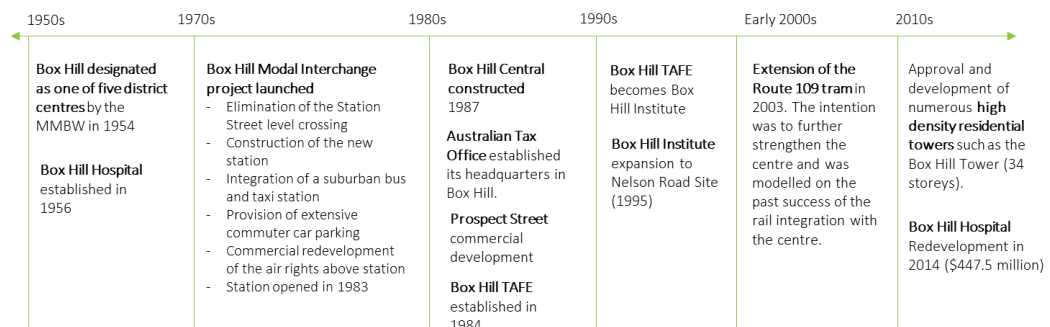 1950s
1970s
1980s
1990s
Early 2000s
2010s
Box Hill designated
as one of five district
centres by the
MMBW in 1954
Box Hill Hospital
established in
1956
Box Hill Modal Interchange
project launched
- Elimination of the Station
Street level crossing
- Construction of the new
station
- Integration of a suburban bus
and taxi station
- Provision of extensive
commuter car parking
- Commercial redevelopment
of the air rights above station
- Station opened in 1983
Box Hill Central
constructed
1987
Australian Tax
Office established
its headquarters in
Box Hill.
Prospect Street
commercial
development
Box Hill TAFE
established in
1984
Box Hill TAFE
becomes Box
Hill Institute
Box Hill Institute
expansion to
Nelson Road Site
(1995)
Extension of the
Route 109 tram in
2003. The intention
was to further
strengthen the
centre and was
modelled on the
past success of the
rail integration with
the centre.
Approval and
development of
numerous high
density residential
towers such as the
Box Hill Tower (34
storeys).
Box Hill Hospital
Redevelopment in
2014 ($447.5 million)